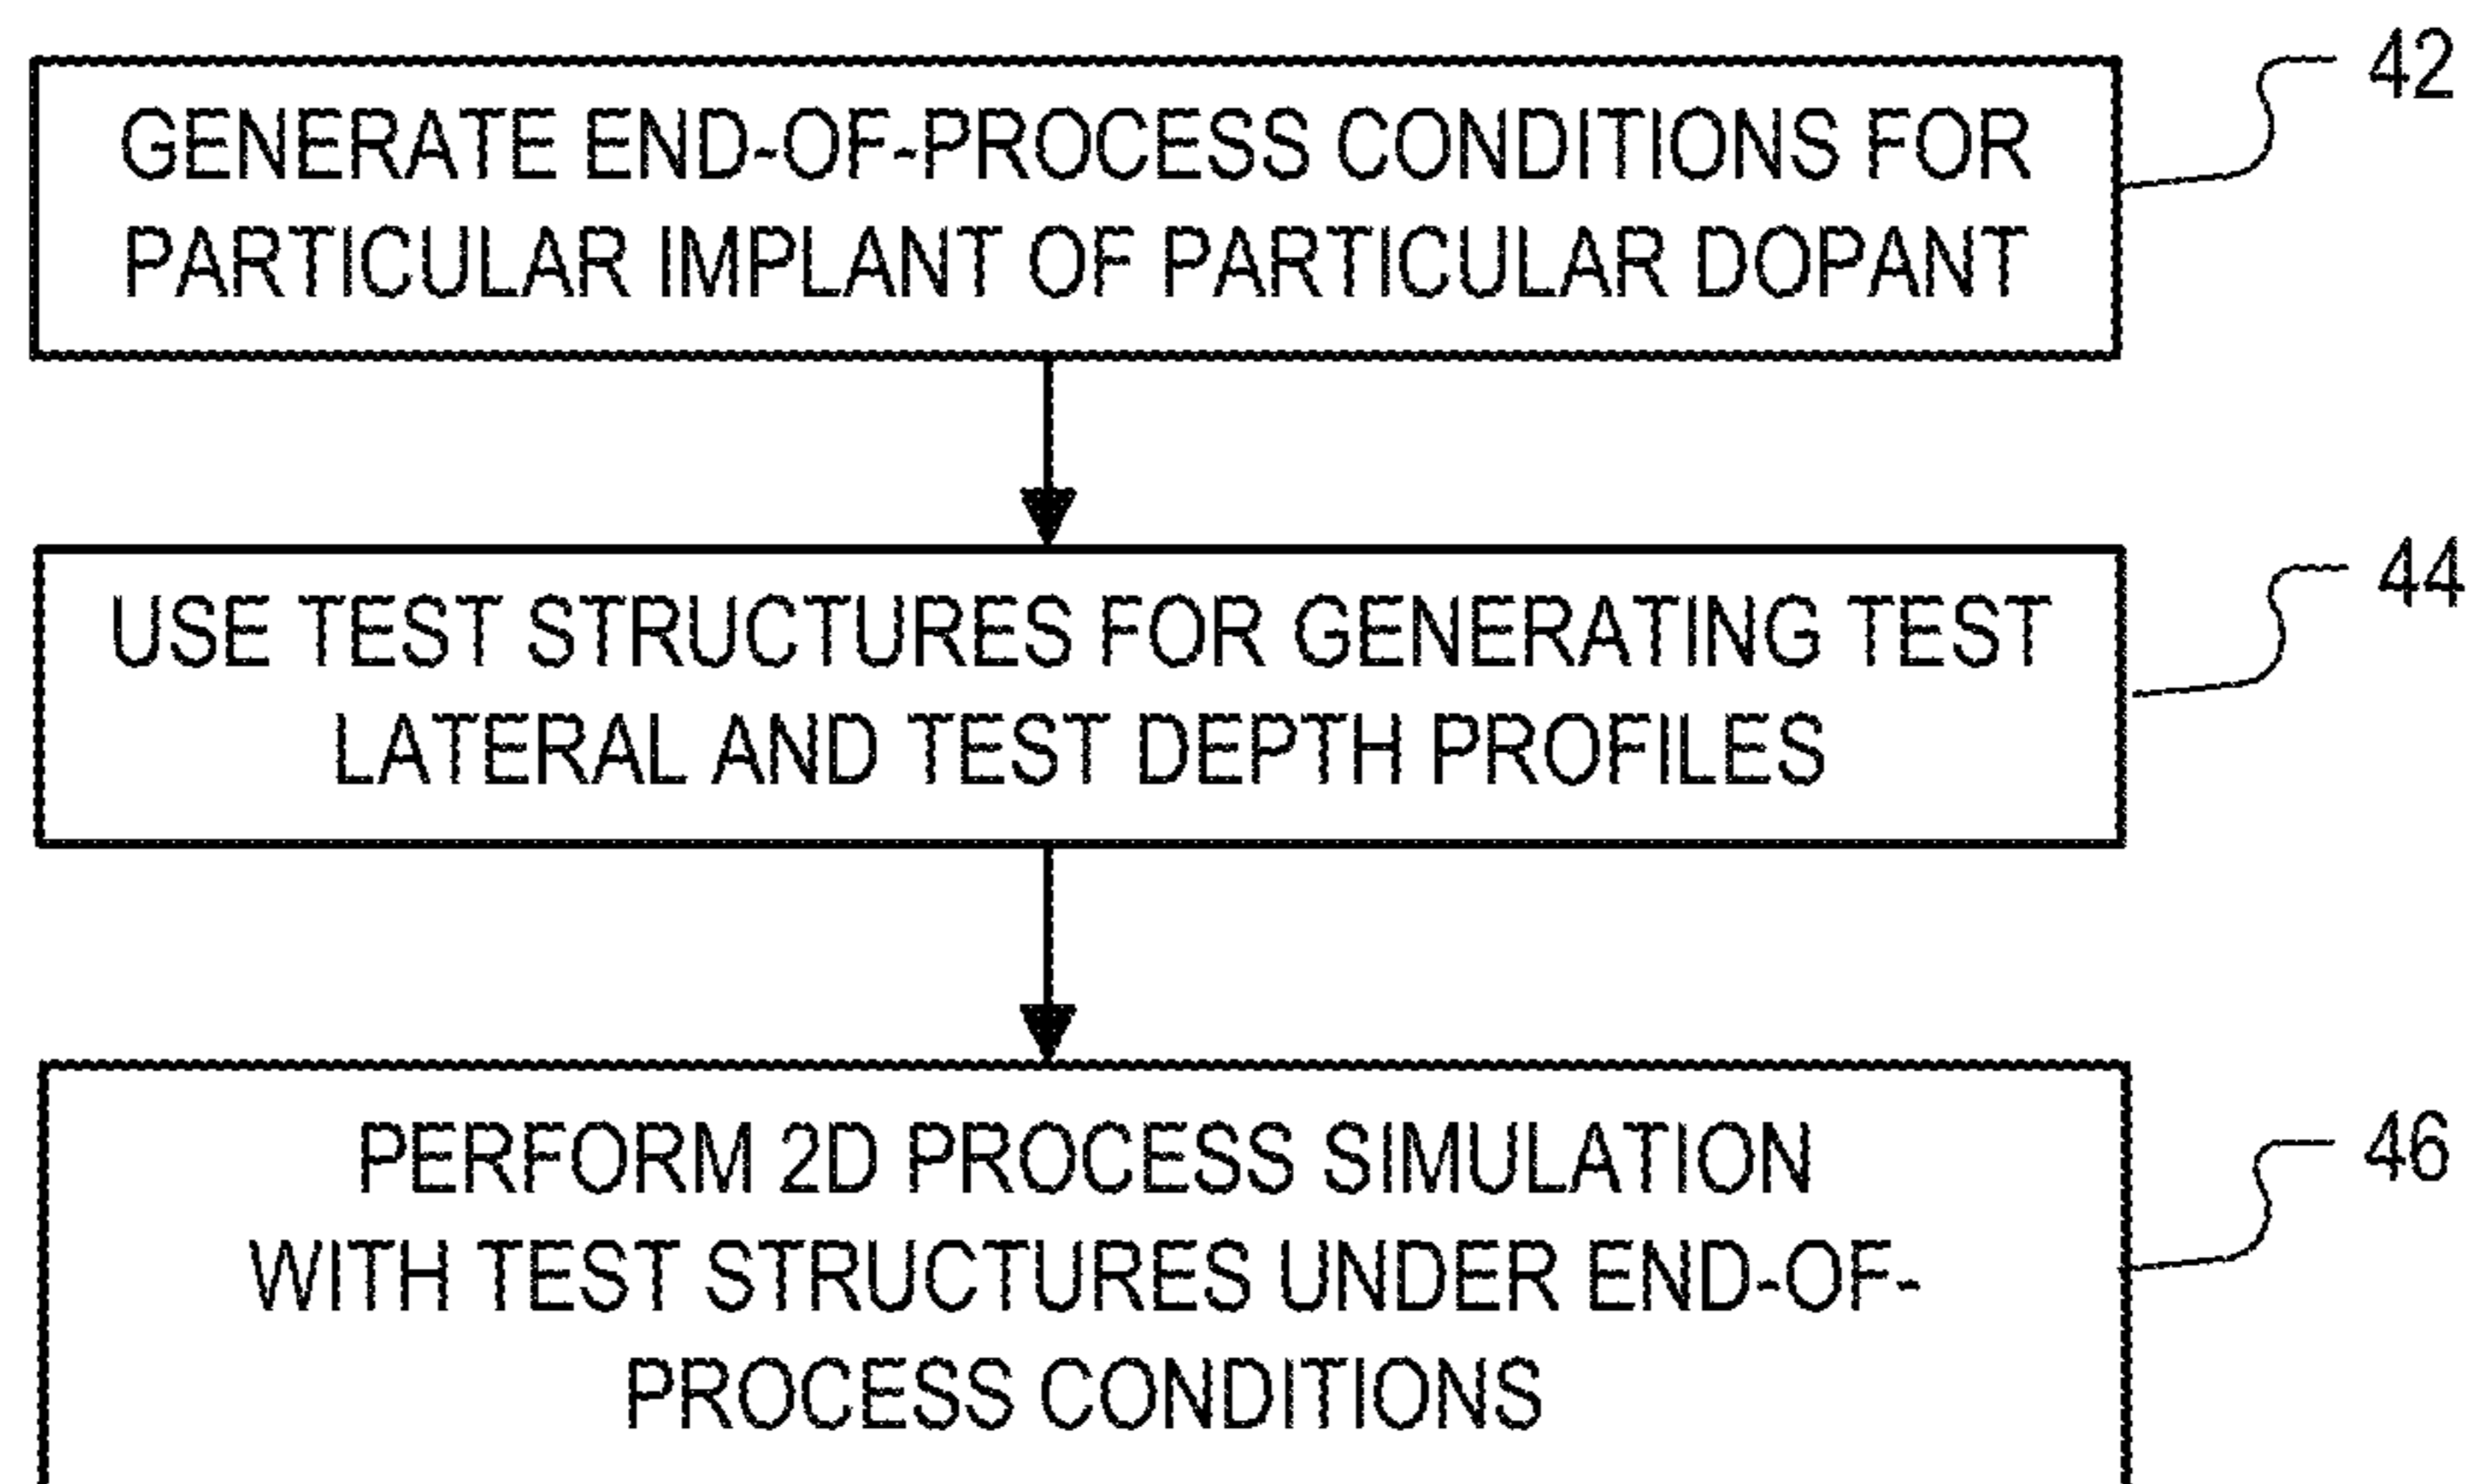 GENERATE END-OF-PROCESS CONDITIONS FOR
PARTICULAR IMPLANT OF PARTICULAR DOPANT
42
USE TEST STRUCTURES FOR GENERATING TEST
LATERAL AND TEST DEPTH PROFILES
44
PERFORM 2D PROCESS SIMULATION
WITH TEST STRUCTURES UNDER END-OF-
PROCESS CONDITIONS
46